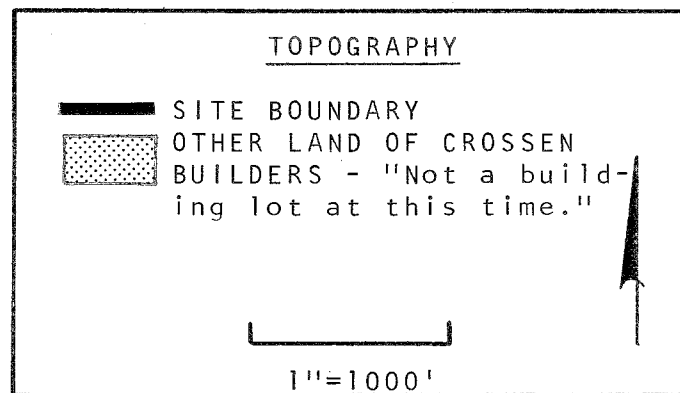 TOPOGRAPHY
SITE BOUNDARY
OTHER LAND OF CROSSEN
BUILDERS - "Not a build-
ing lot at this time."
1"=1000'